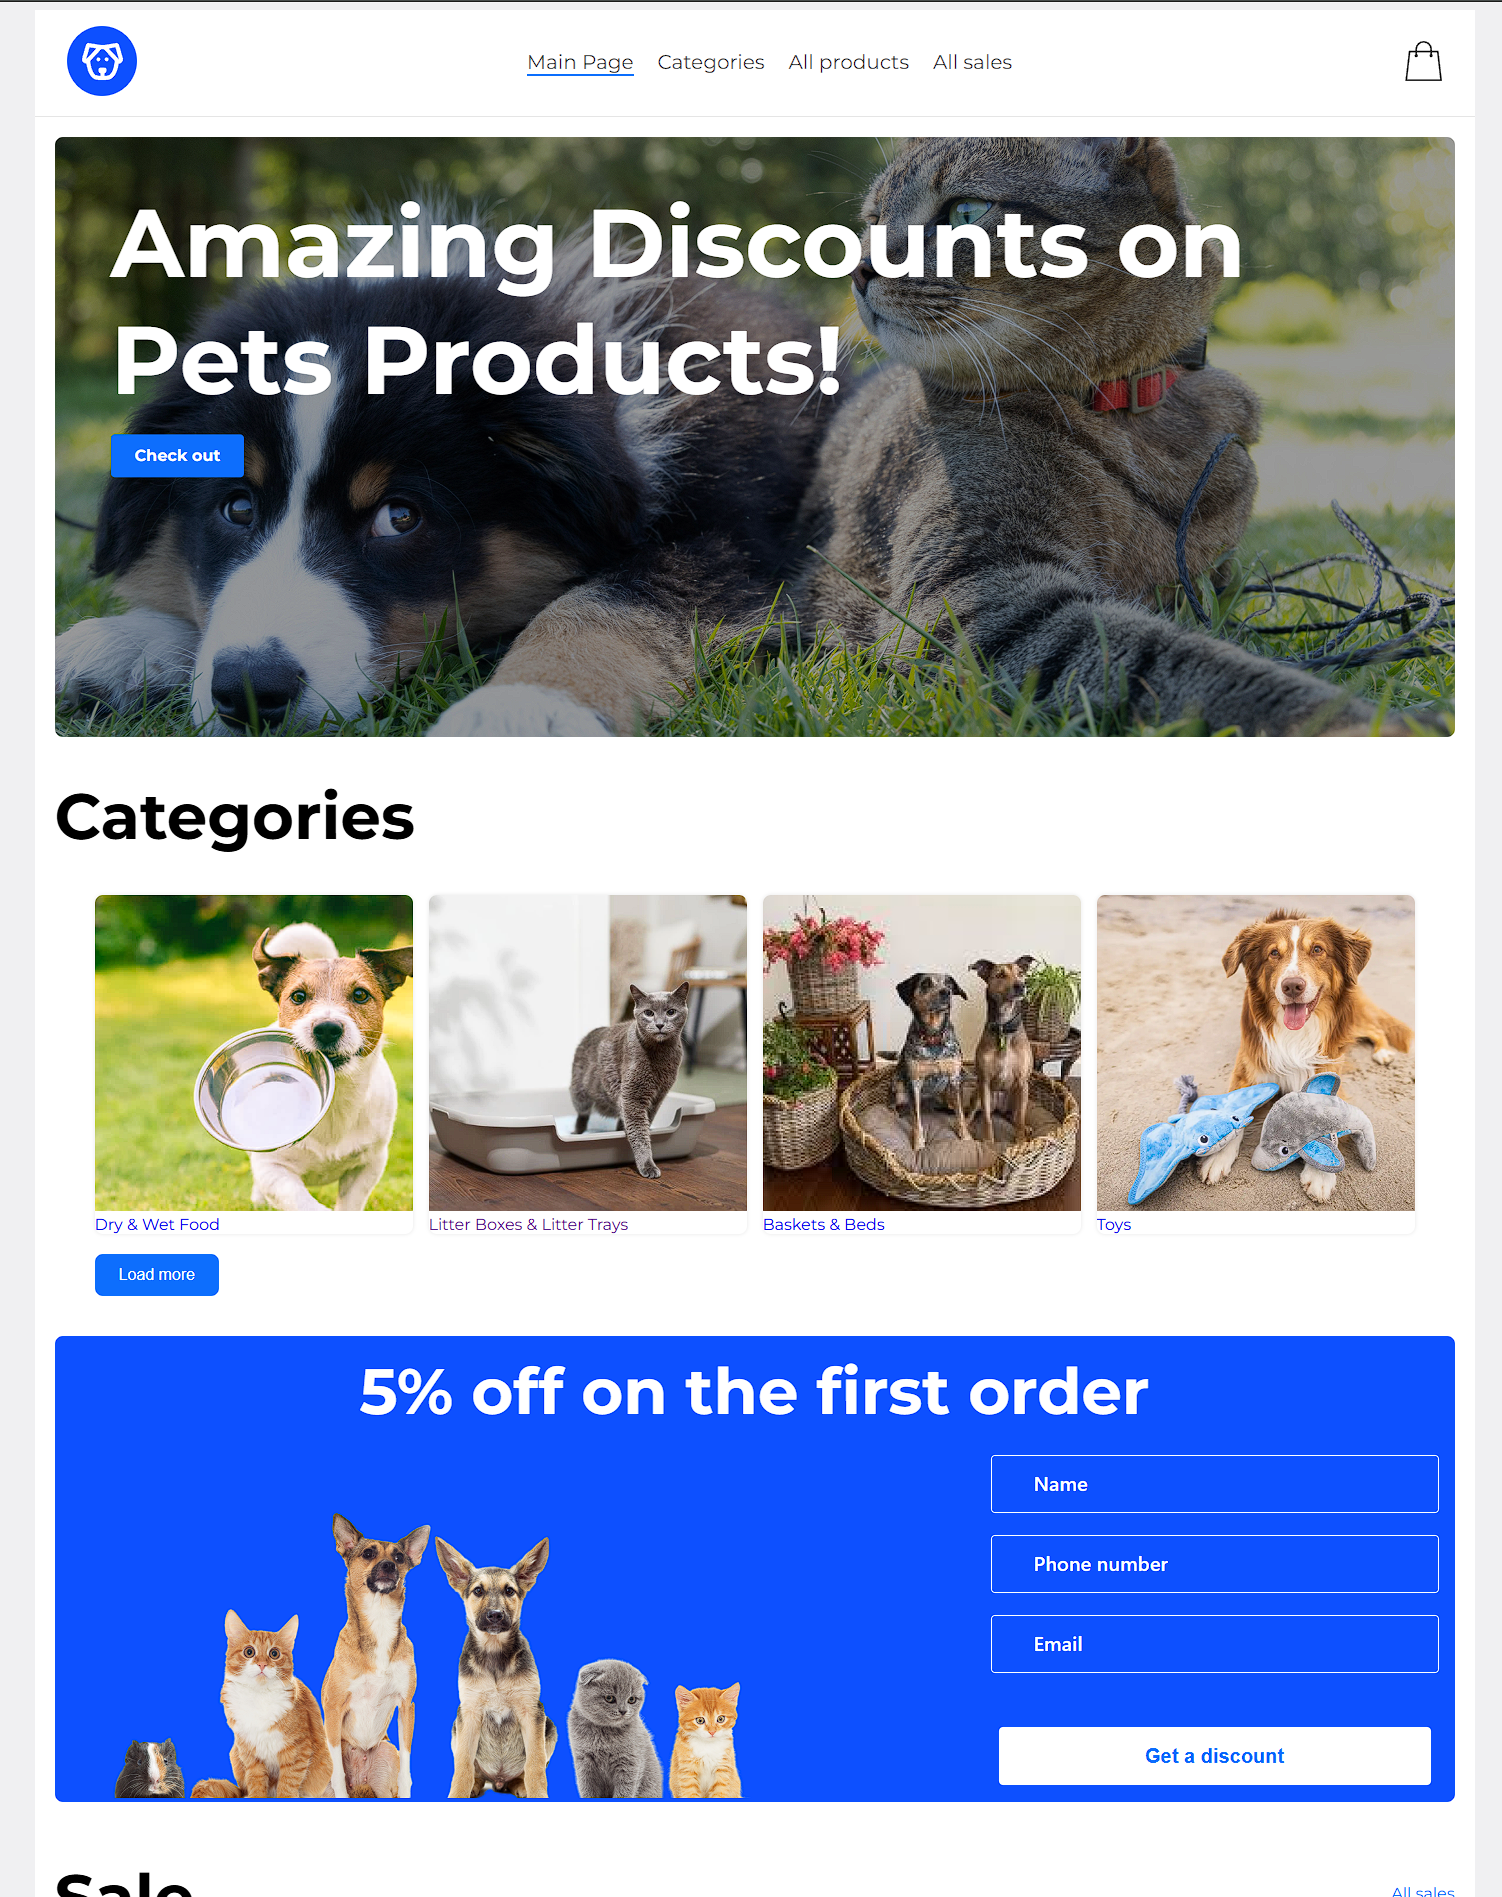 Main Page Categories All products All sales
Amazing Discounts on
Pets Products!
Check out
Categories
Dry & Wet Food
Litter Boxes & Litter Trays
Baskets & Beds
Toys
Load more
5% off on the first order
Name
Phone number
Email
Get a discount
Sale
All sales